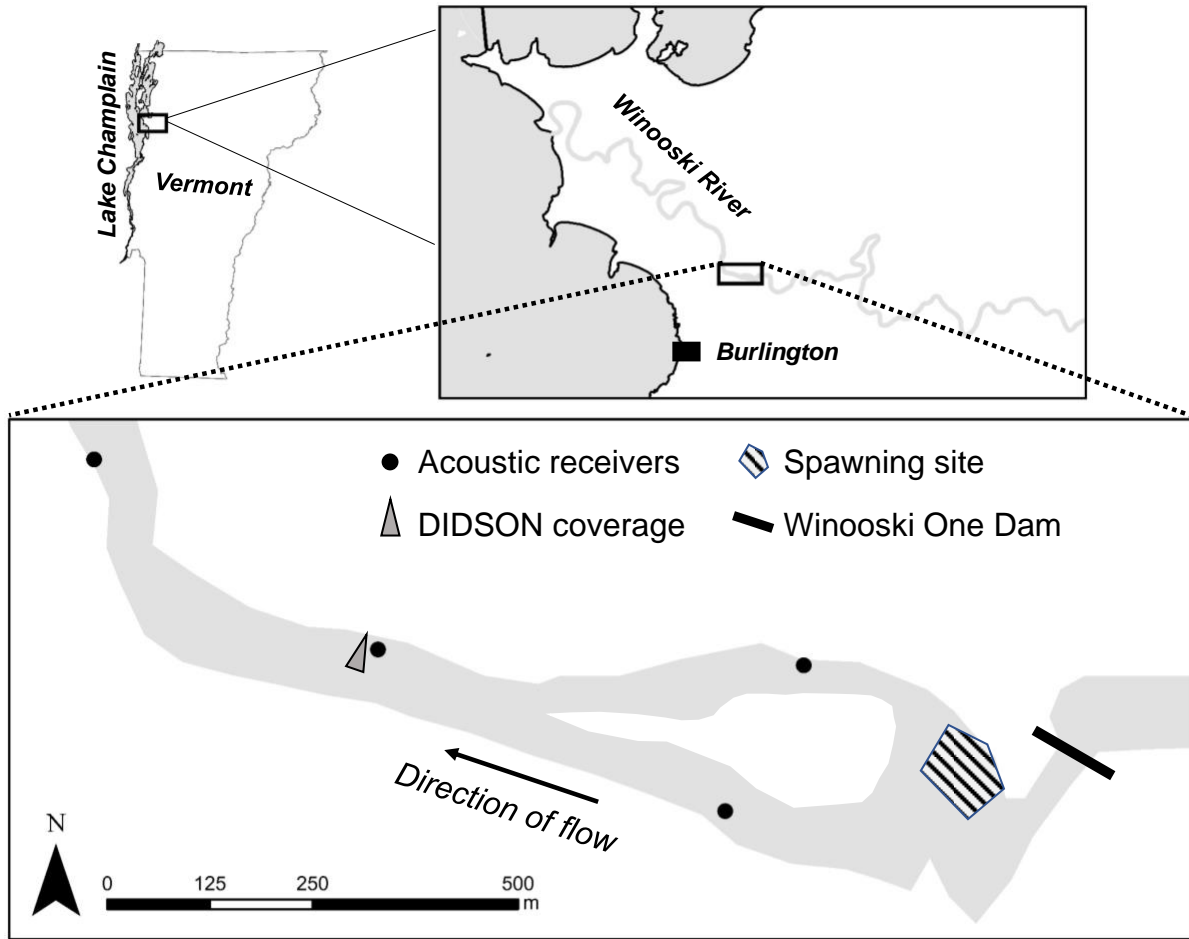 Lake Champlain
Vermont
Winooski River
Burlington
Acoustic receivers
Spawning site
DIDSON coverage
Winooski One Dam
Direction of flow
N
0 125 250 500
m